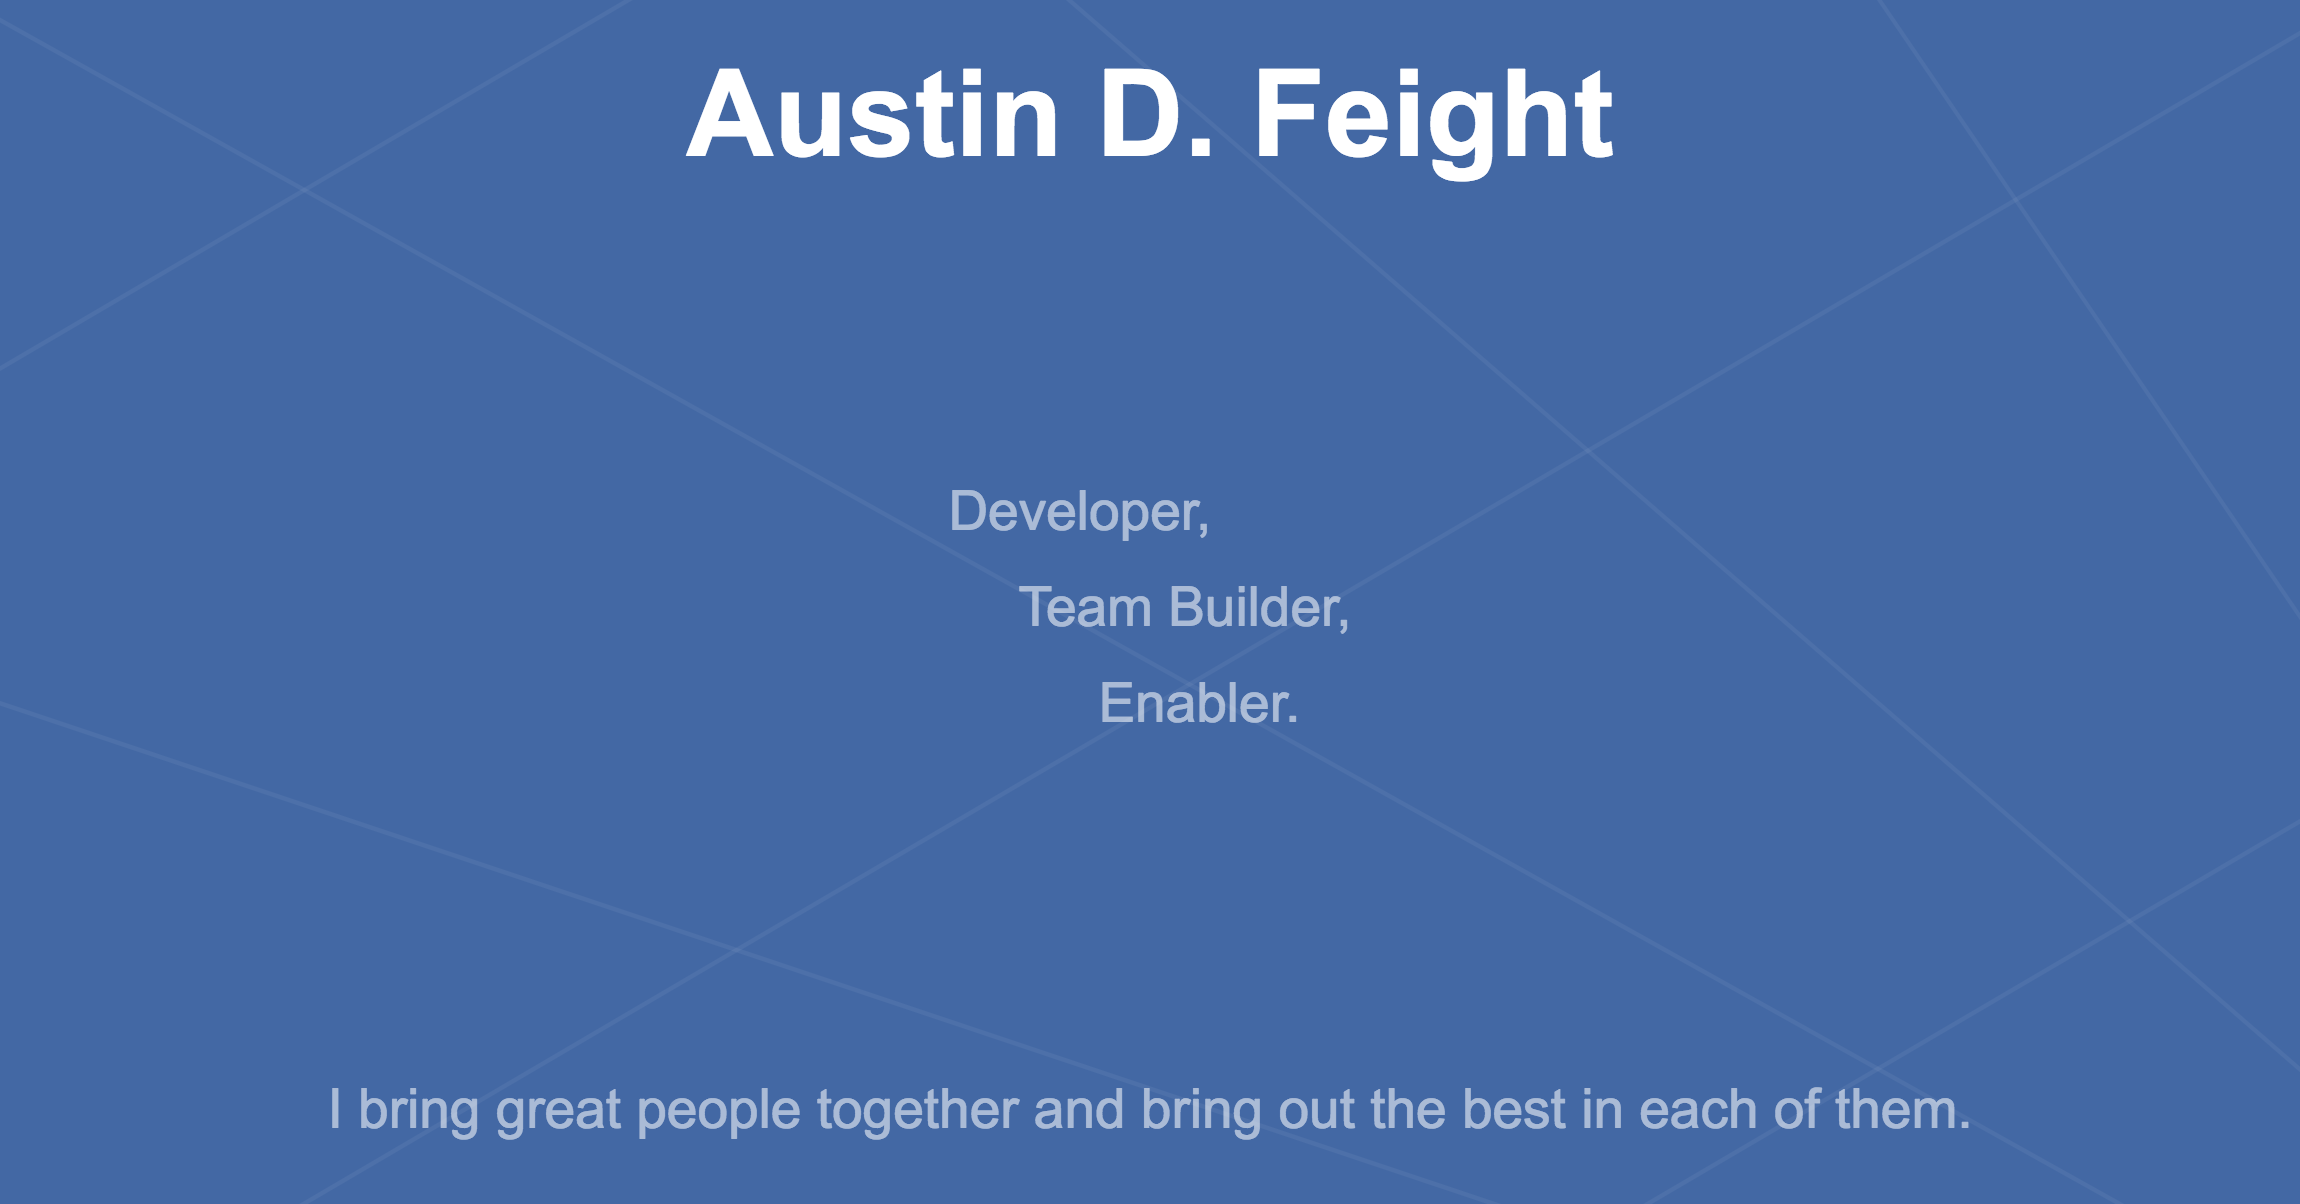 Austin D. Feight
Developer,
Team Builder,
Enabler.
I bring great people together and bring out the best in each of them.